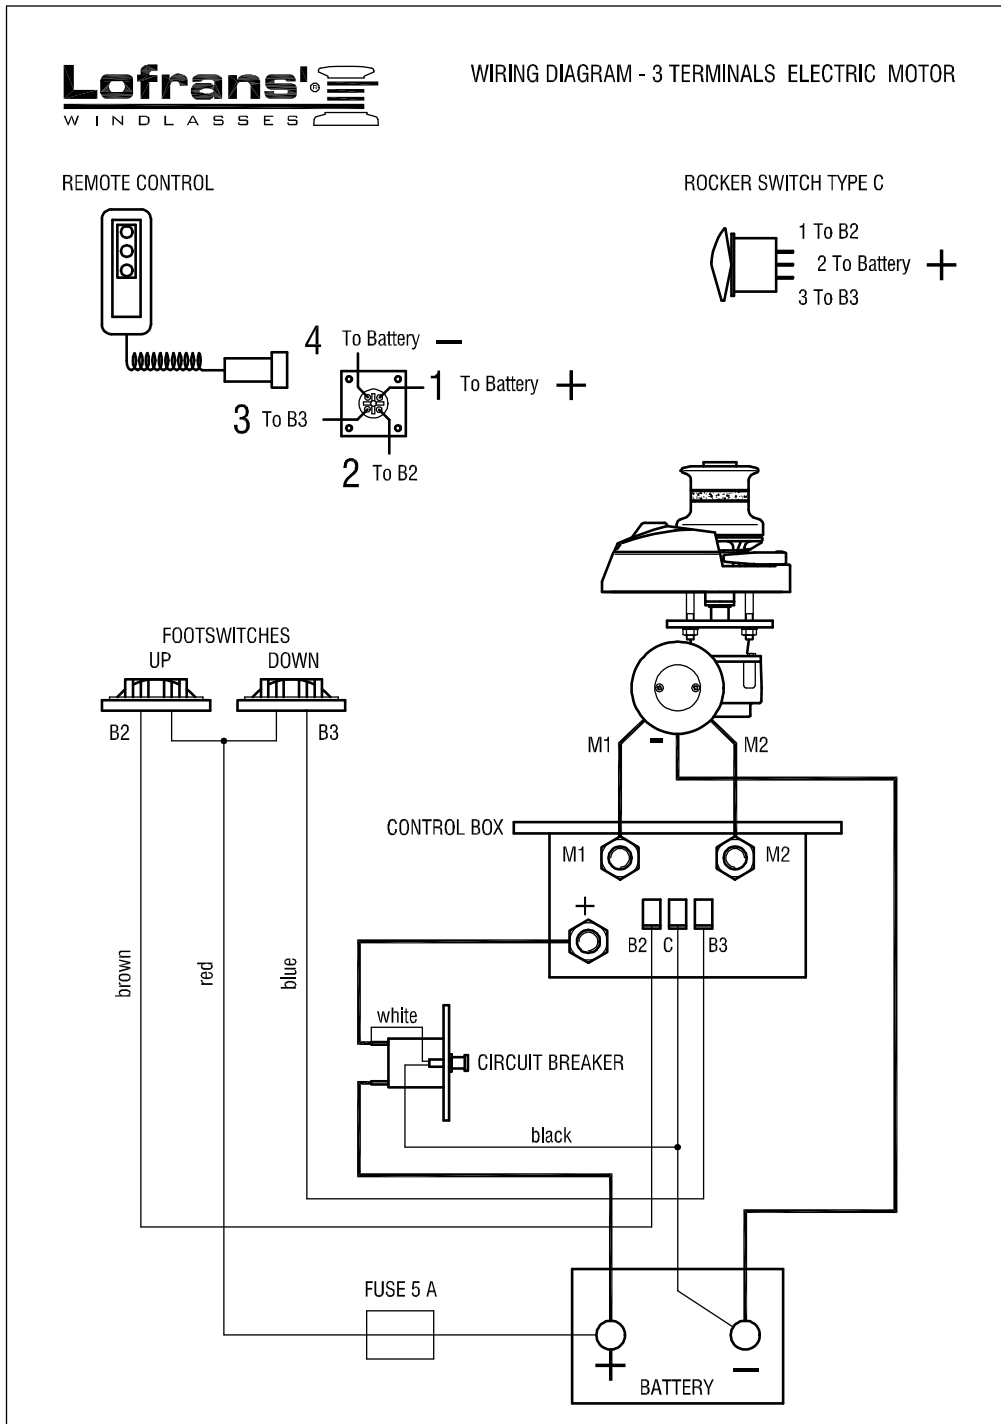 Lofrans'®
WINDLASSES
WIRING DIAGRAM - 3 TERMINALS ELECTRIC MOTOR
REMOTE CONTROL
4 To Battery −
1 To Battery +
3 To B3
2 To B2
ROCKER SWITCH TYPE C
1 To B2
2 To Battery +
3 To B3
FOOTSWITCHES
UP DOWN
B2 B3
M1 − M2
CONTROL BOX
M1 M2
+
B2 C B3
brown
red
blue
white
CIRCUIT BREAKER
black
FUSE 5 A
+ −
BATTERY